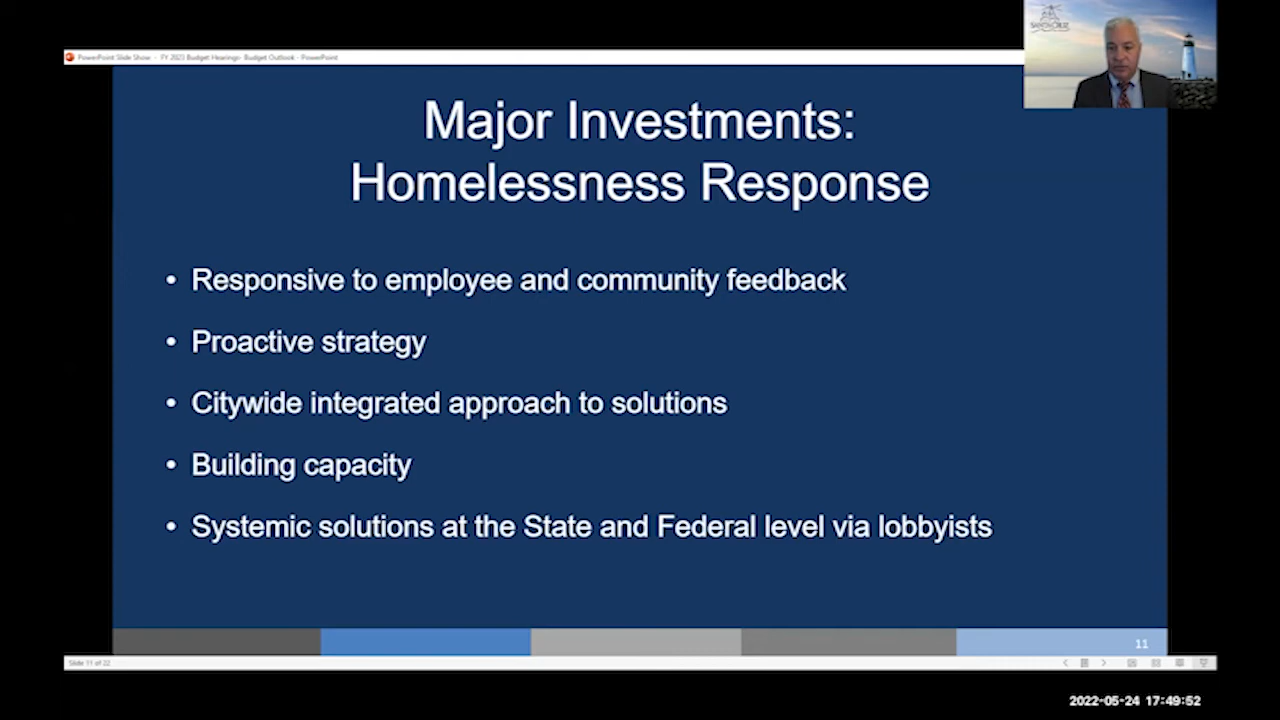 SANTA CRUZ
PowerPoint Slide Show - FY 2023 Budget Hearings- Budget Outlook - PowerPoint
Major Investments:
Homelessness Response
• Responsive to employee and community feedback
• Proactive strategy
• Citywide integrated approach to solutions
• Building capacity
• Systemic solutions at the State and Federal level via lobbyists
11
Slide 11 of 22
2022-05-24 17:49:52